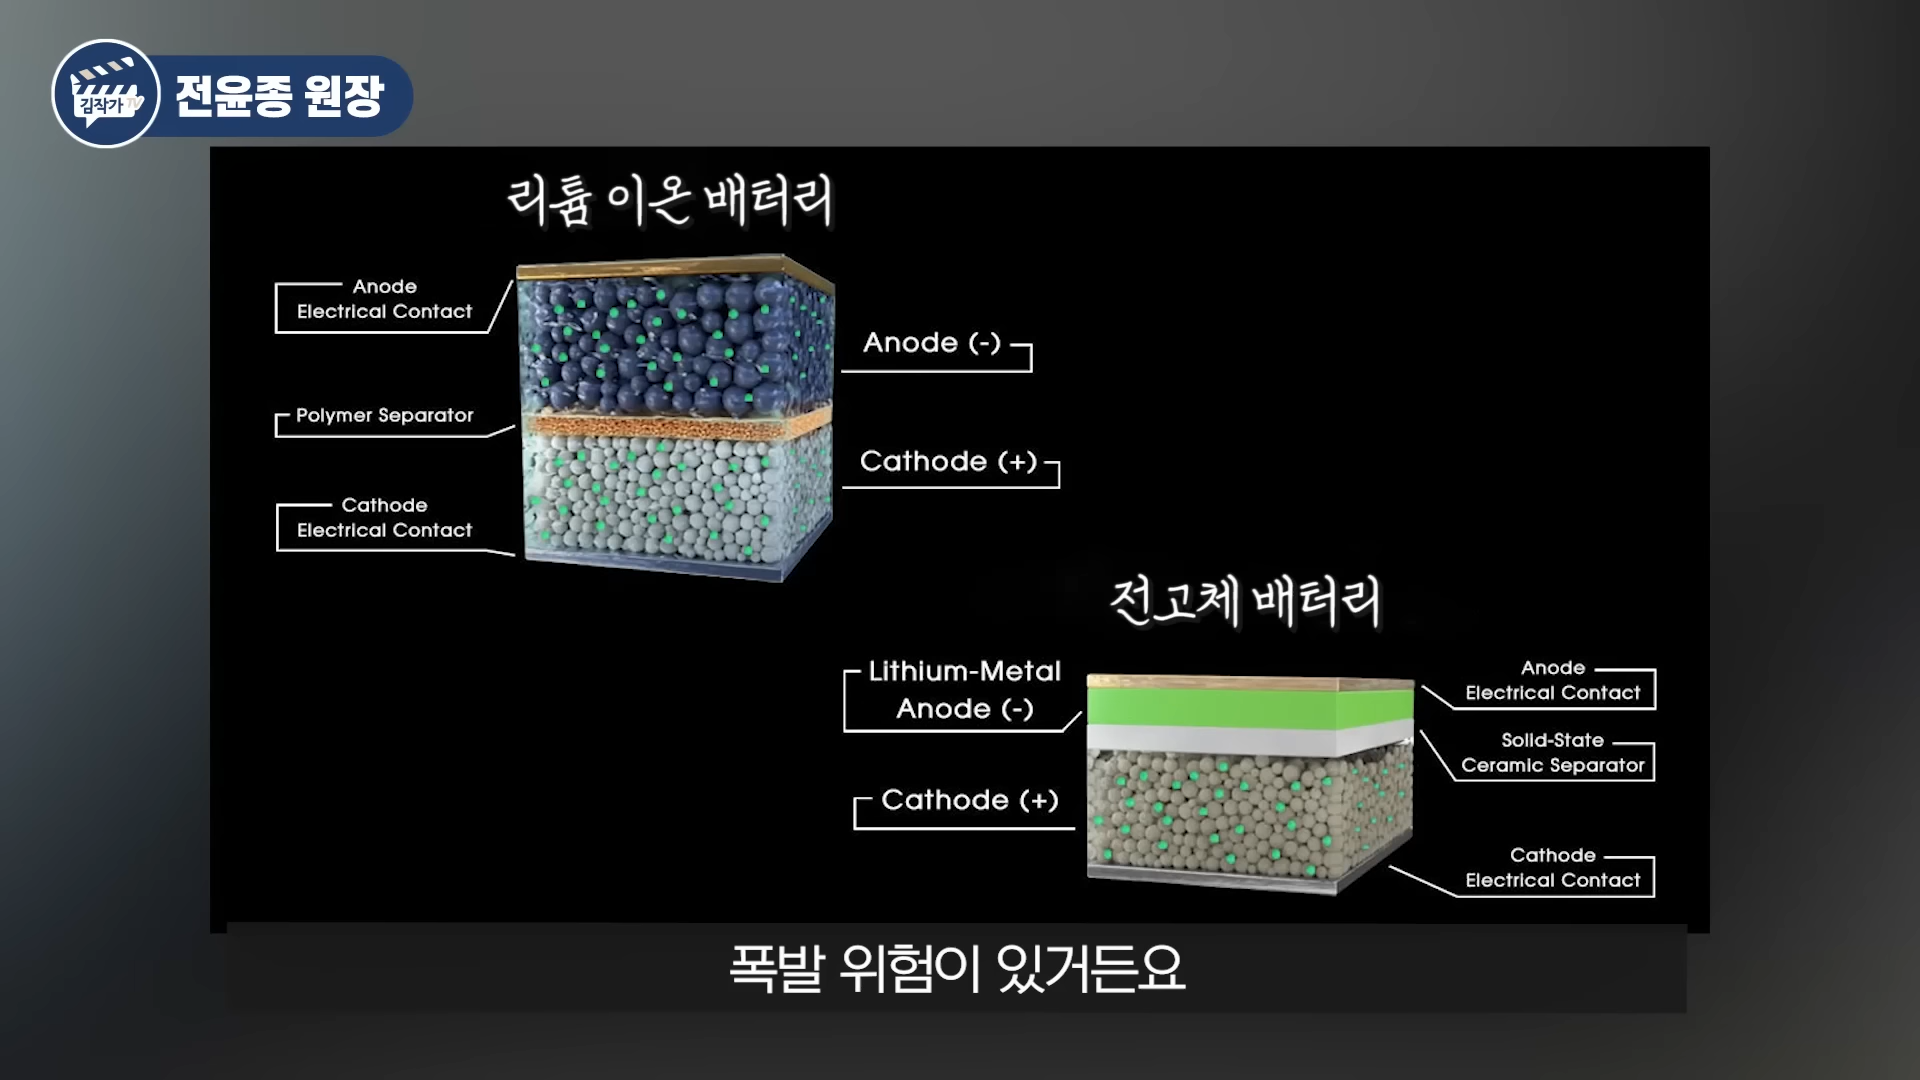 김작가 TV
전윤종 원장
리튬 이온 배터리
Anode
Electrical Contact
Anode (-)
Polymer Separator
Cathode (+)
Cathode
Electrical Contact
전고체 배터리
Lithium-Metal
Anode (-)
Anode
Electrical Contact
Solid-State
Ceramic Separator
Cathode (+)
Cathode
Electrical Contact
폭발 위험이 있거든요